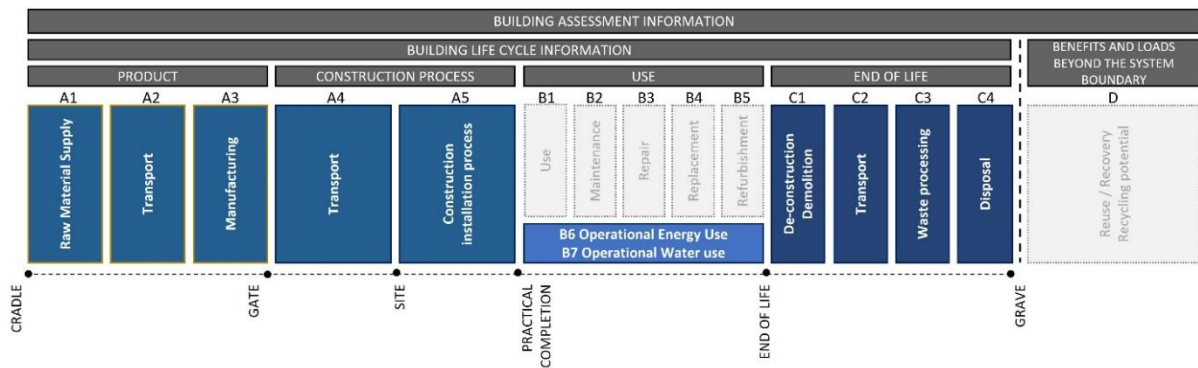 BUILDING ASSESSMENT INFORMATION
BUILDING LIFE CYCLE INFORMATION
BENEFITS AND LOADS
BEYOND THE SYSTEM
BOUNDARY
PRODUCT
CONSTRUCTION PROCESS
USE
END OF LIFE
A1
A2
A3
A4
A5
B1
B2
B3
B4
B5
C1
C2
C3
C4
D
Raw Material Supply
Transport
Manufacturing
Transport
Construction
installation process
Use
Maintenance
Repair
Replacement
Refurbishment
B6 Operational Energy Use
B7 Operational Water use
De-construction
Demolition
Transport
Waste processing
Disposal
Reuse / Recovery
Recycling potential
CRADLE
GATE
SITE
PRACTICAL
COMPLETION
END OF LIFE
GRAVE